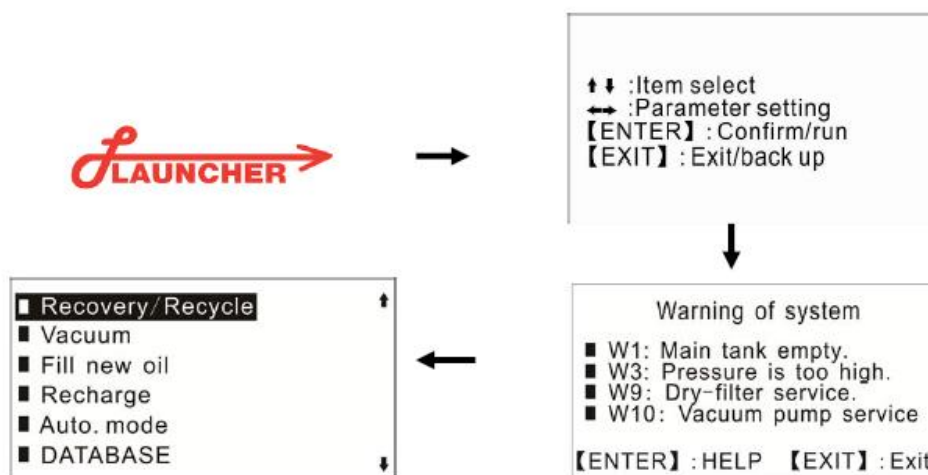 LAUNCHER
↑ ↓ :Item select
←→ :Parameter setting
【ENTER】 : Confirm/run
【EXIT】 : Exit/back up
Warning of system
■ W1: Main tank empty.
■ W3: Pressure is too high.
■ W9: Dry-filter service.
■ W10: Vacuum pump service
【ENTER】 : HELP 【EXIT】 : Exit
■ Recovery/Recycle
■ Vacuum
■ Fill new oil
■ Recharge
■ Auto. mode
■ DATABASE